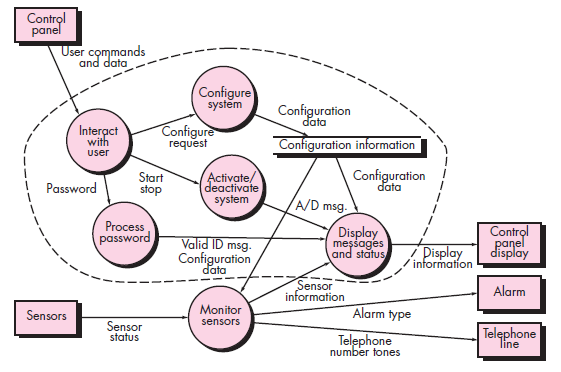 Control
panel
User commands
and data
Configure
system
Configuration
data
Interact
with
user
Configure
request
Configuration information
Password
Start
stop
Activate/
deactivate
system
Configuration
data
A/D msg.
Process
password
Valid ID msg.
Configuration
data
Display
messages
and status
Control
panel
display
Display
information
Sensors
Sensor
status
Monitor
sensors
Sensor
information
Alarm
Alarm type
Telephone
number tones
Telephone
line